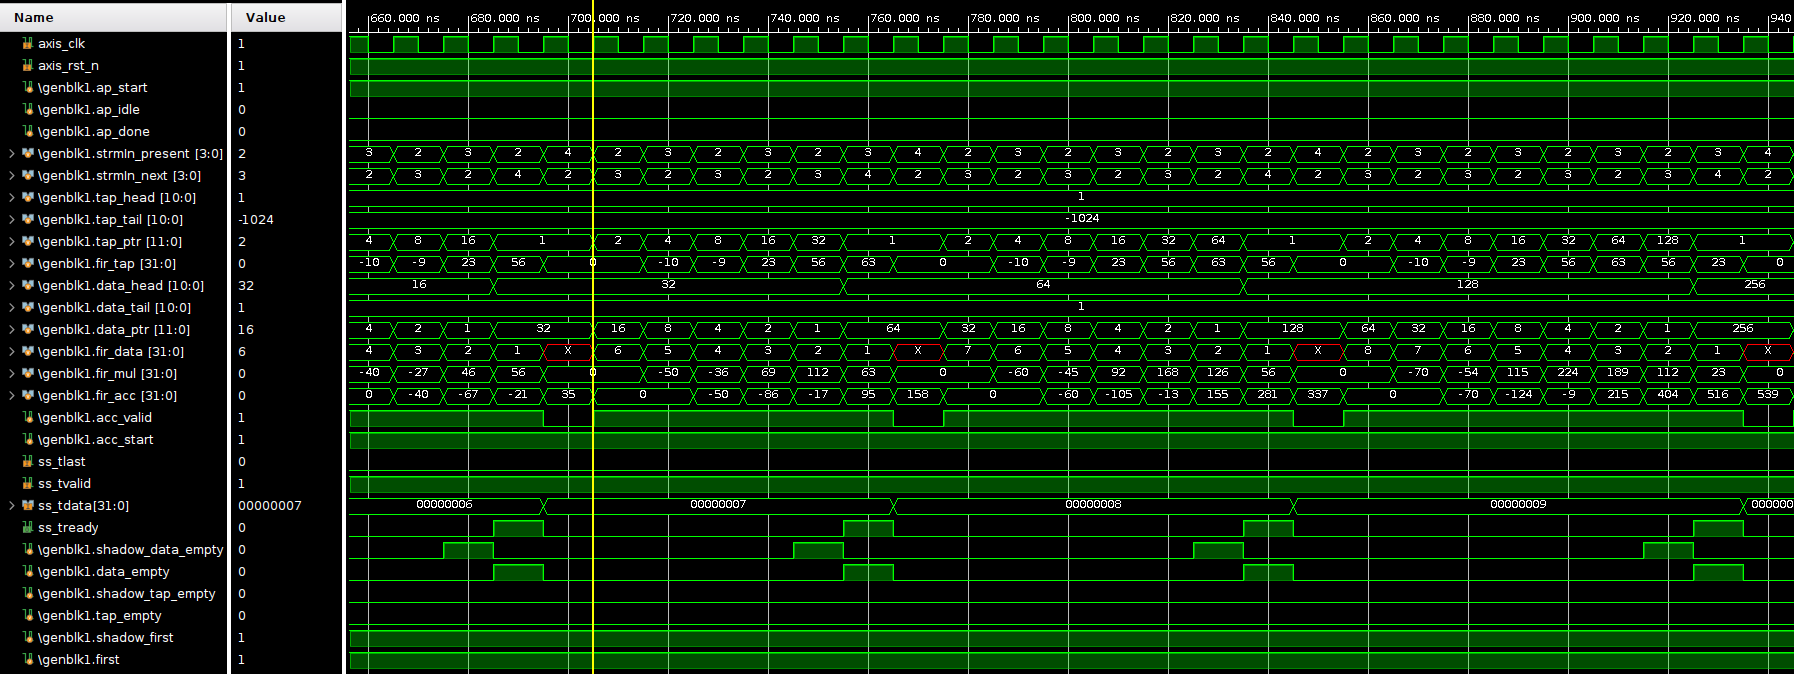 Name Value 660.000 ns 680.000 ns 700.000 ns 720.000 ns 740.000 ns 760.000 ns 780.000 ns 800.000 ns 820.000 ns 840.000 ns 860.000 ns 880.000 ns 900.000 ns 920.000 ns 940
axis_clk 1
axis_rst_n 1
\genblk1.ap_start 1
\genblk1.ap_idle 0
\genblk1.ap_done 0
\genblk1.strmIn_present [3:0] 2 3 2 3 2 4 2 3 2 3 2 3 4 2 3 2 3 2 3 2 4 2 3 2 3 2 3 2 3 4
\genblk1.strmIn_next [3:0] 3 2 3 2 4 2 3 2 3 2 3 4 2 3 2 3 2 3 2 4 2 3 2 3 2 3 2 3 4 2
\genblk1.tap_head [10:0] 1 1
\genblk1.tap_tail [10:0] -1024 -1024
\genblk1.tap_ptr [11:0] 2 4 8 16 1 2 4 8 16 32 1 2 4 8 16 32 64 1 2 4 8 16 32 64 128 1
\genblk1.fir_tap [31:0] 0 -10 -9 23 56 0 -10 -9 23 56 63 0 -10 -9 23 56 63 56 0 -10 -9 23 56 63 56 23 0
\genblk1.data_head [10:0] 32 16 32 64 128 256
\genblk1.data_tail [10:0] 1 1
\genblk1.data_ptr [11:0] 16 4 2 1 32 16 8 4 2 1 64 32 16 8 4 2 1 128 64 32 16 8 4 2 1 256
\genblk1.fir_data [31:0] 6 4 3 2 1 X 6 5 4 3 2 1 X 7 6 5 4 3 2 1 X 8 7 6 5 4 3 2 1 X
\genblk1.fir_mul [31:0] 0 -40 -27 46 56 0 -50 -36 69 112 63 0 -60 -45 92 168 126 56 0 -70 -54 115 224 189 112 23 0
\genblk1.fir_acc [31:0] 0 0 -40 -67 -21 35 0 -50 -86 -17 95 158 0 -60 -105 -13 155 281 337 0 -70 -124 -9 215 404 516 539
\genblk1.acc_valid 1
\genblk1.acc_start 1
ss_tlast 0
ss_tvalid 1
ss_tdata[31:0] 00000007 00000006 00000007 00000008 00000009 000000
ss_tready 0
\genblk1.shadow_data_empty 0
\genblk1.data_empty 0
\genblk1.shadow_tap_empty 0
\genblk1.tap_empty 0
\genblk1.shadow_first 1
\genblk1.first 1